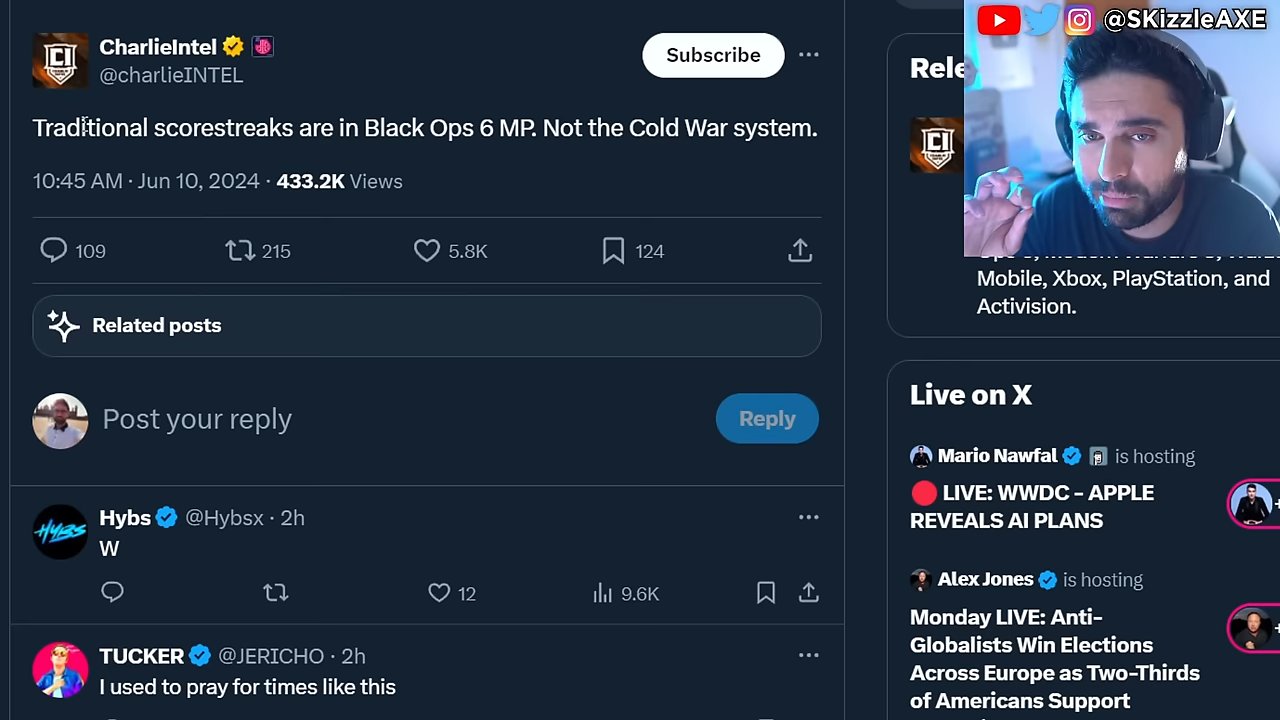 @SKizzleAXE
CharlieIntel
@charlieINTEL
Subscribe
Traditional scorestreaks are in Black Ops 6 MP. Not the Cold War system.
10:45 AM · Jun 10, 2024 · 433.2K Views
109 215 5.8K 124
Related posts
Post your reply
Reply
Hybs @Hybsx · 2h
W
12 9.6K
TUCKER @JERICHO · 2h
I used to pray for times like this
Rele
Mobile, Xbox, PlayStation, and
Activision.
Live on X
Mario Nawfal is hosting
LIVE: WWDC - APPLE
REVEALS AI PLANS
Alex Jones is hosting
Monday LIVE: Anti-
Globalists Win Elections
Across Europe as Two-Thirds
of Americans Support